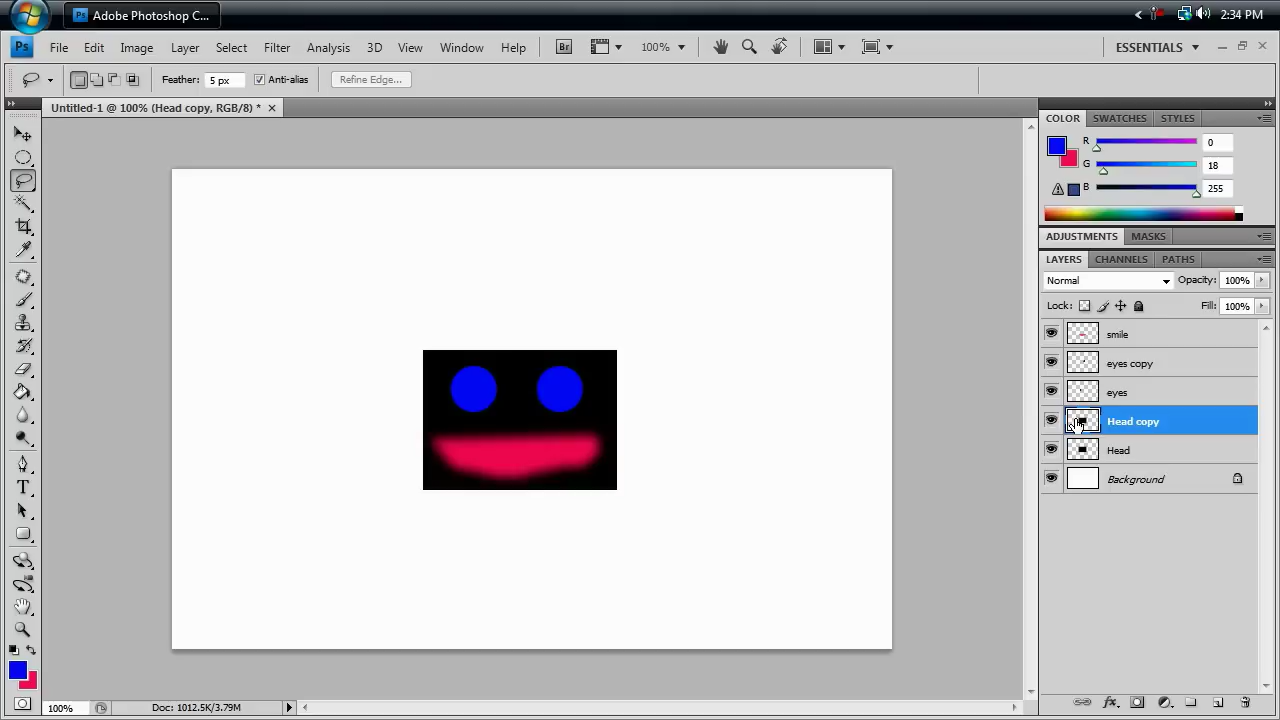 Adobe Photoshop C...
2:34 PM
Ps File Edit Image Layer Select Filter Analysis 3D View Window Help Br 100% ESSENTIALS
Feather: 5 px Anti-alias Refine Edge...
Untitled-1 @ 100% (Head copy, RGB/8) *
COLOR SWATCHES STYLES
R 0
G 18
B 255
ADJUSTMENTS MASKS
LAYERS CHANNELS PATHS
Normal Opacity: 100%
Lock: Fill: 100%
smile
eyes copy
eyes
Head copy
Head
Background
100% Doc: 1012.5K/3.79M